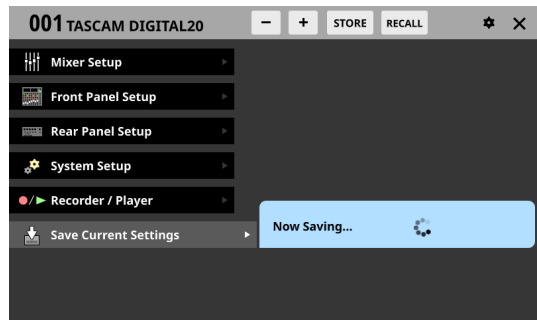 001 TASCAM DIGITAL20
− + STORE RECALL
Mixer Setup
Front Panel Setup
Rear Panel Setup
System Setup
Recorder / Player
Save Current Settings
Now Saving...